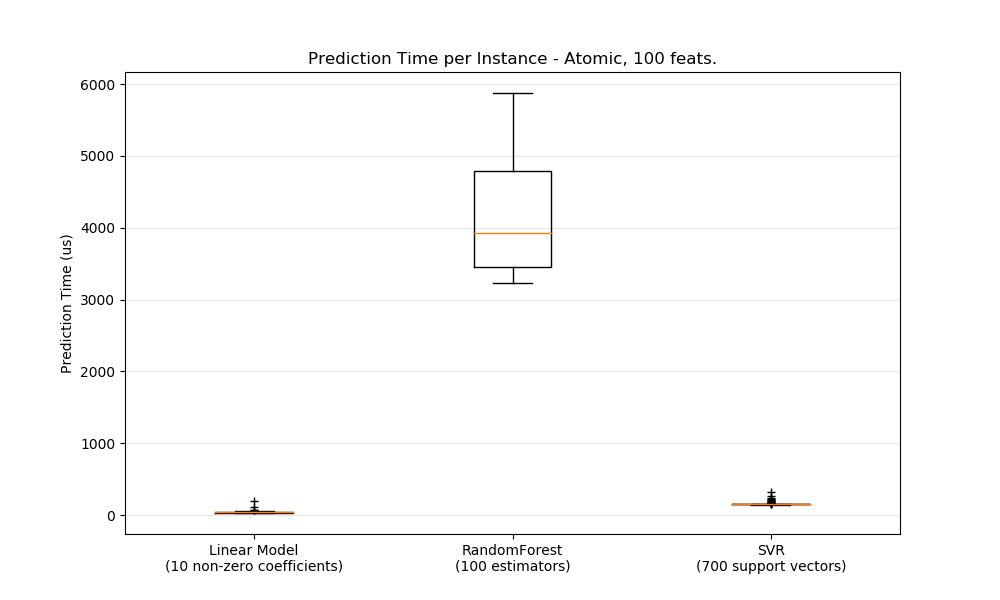 Prediction Time per Instance - Atomic, 100 feats.
Prediction Time (us)
6000
5000
4000
3000
2000
1000
0
Linear Model
(10 non-zero coefficients)
RandomForest
(100 estimators)
SVR
(700 support vectors)